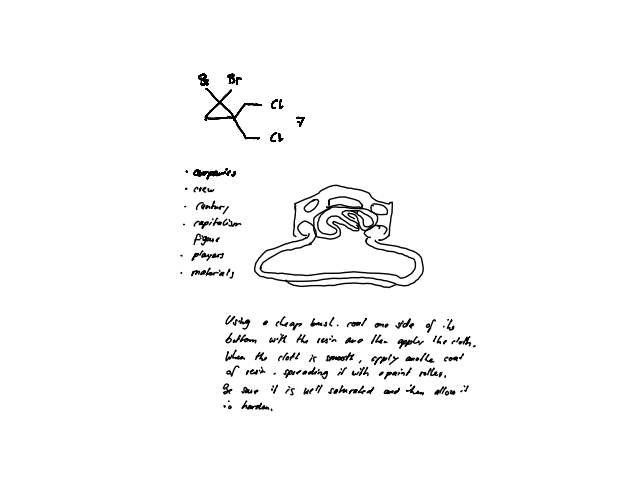 Br Br
Cl
7
Cl
• companies
• crew
• century
• capitalism
figure
• players
• materials
Using a cheap brush. coat one side of the
bottom with the resin and then apply the cloth.
When the cloth is smooth, apply another coat
of resin. spreading it with a paint roller.
Be sure it is well saturated and then allow it
to harden.